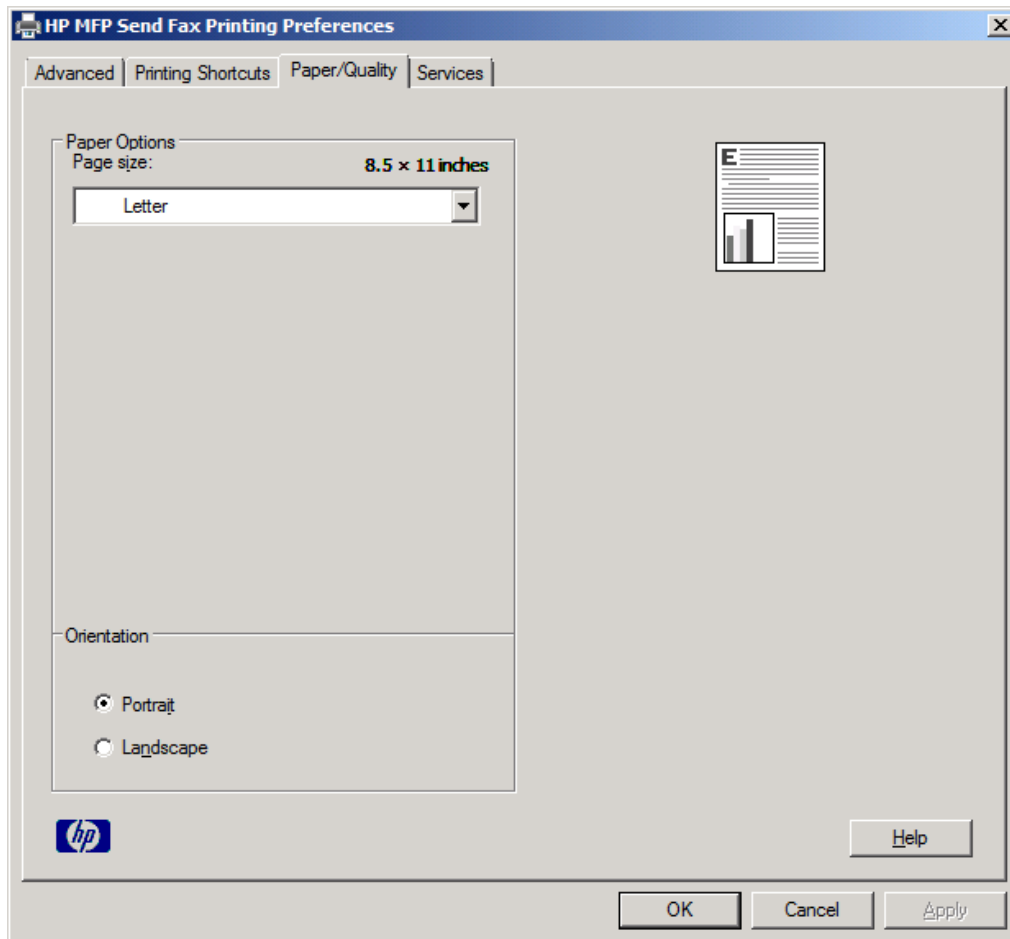 HP MFP Send Fax Printing Preferences
Advanced Printing Shortcuts Paper/Quality Services
Paper Options
Page size: 8.5 × 11 inches
Letter
E
Orientation
Portrait
Landscape
hp
Help
OK Cancel Apply